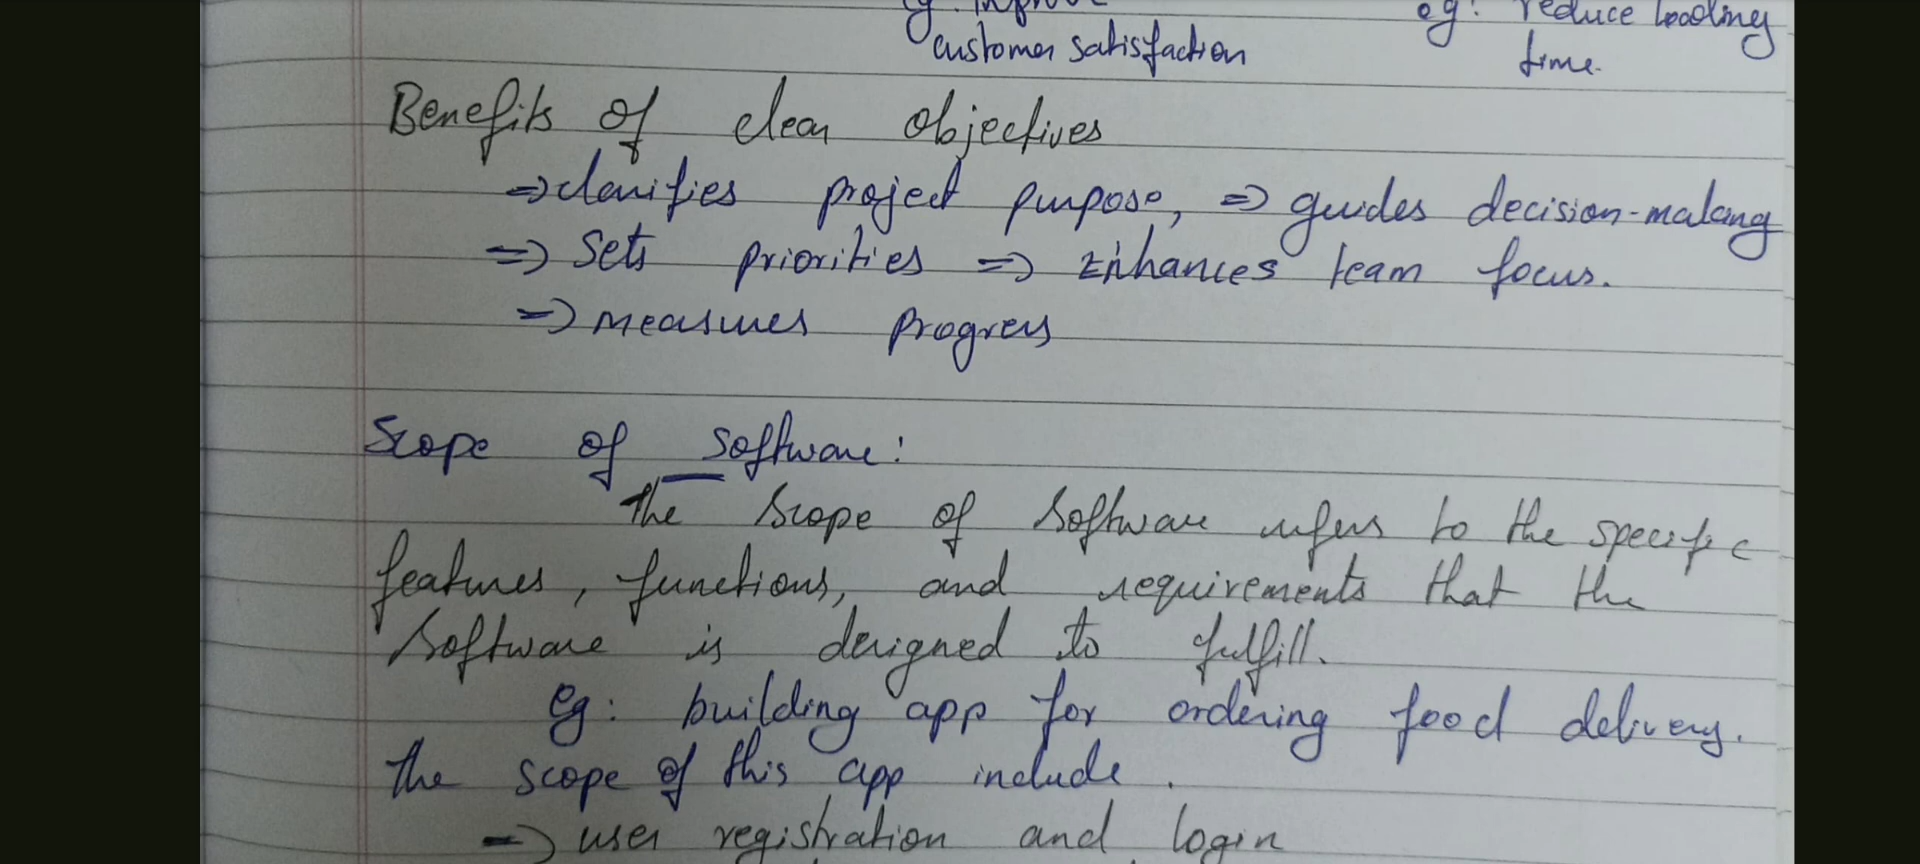 eg: improve eg: reduce loading
customer satisfaction time.
Benefits of clear objectives
⇒ clarifies project purpose, ⇒ guides decision-making
⇒ Sets priorities ⇒ Enhances team focus.
⇒ measures progress
Scope of software:
The scope of software refers to the specific
features, functions, and requirements that the
software is designed to fulfill.
eg: building app for ordering food delivery.
the scope of this app include.
⇒ user registration and login